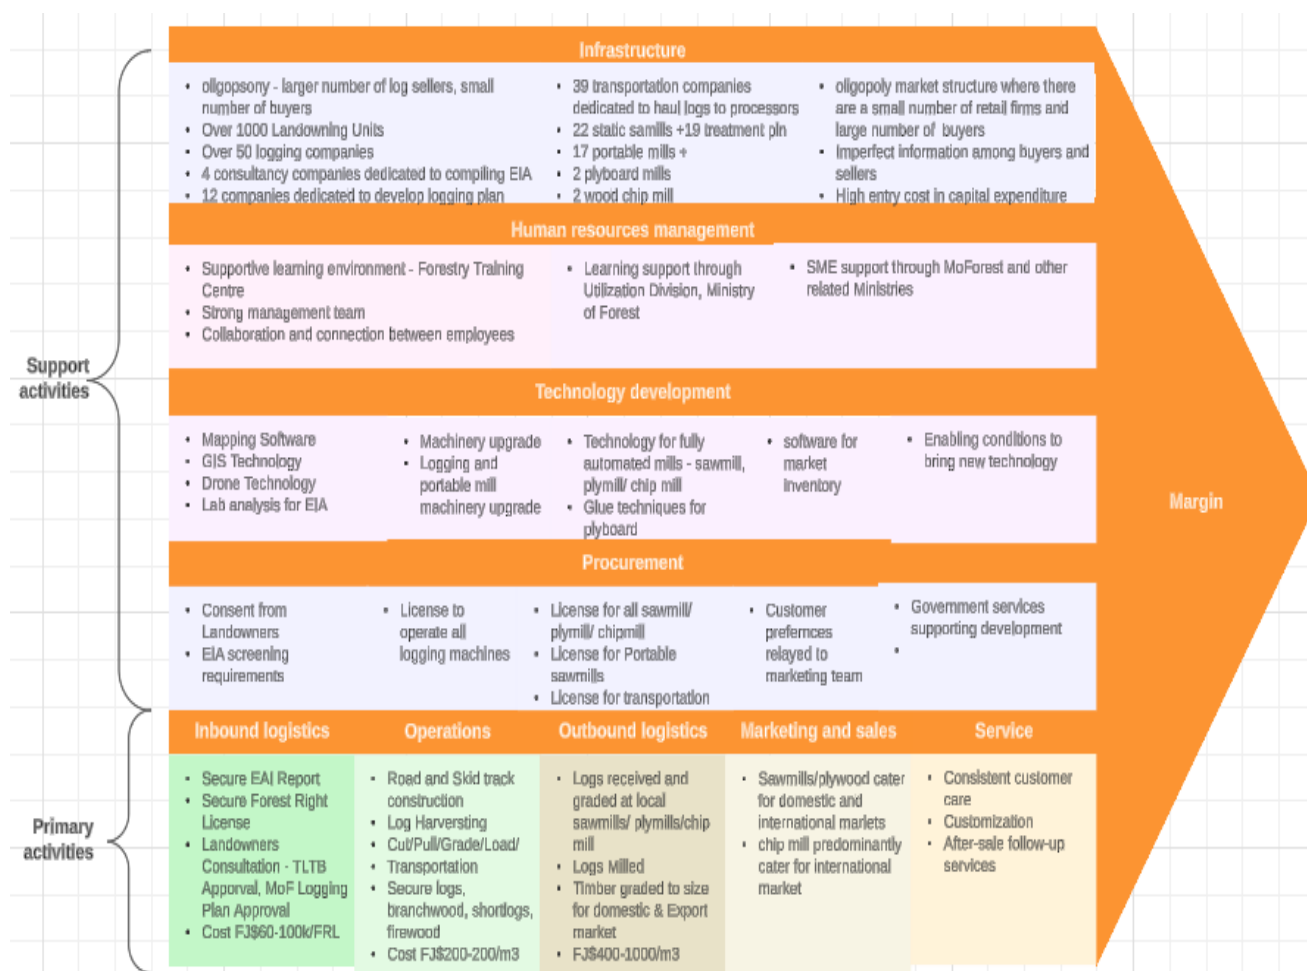 Infrastructure
oligopsony - larger number of log sellers, small
number of buyers
Over 1000 Landowning Units
Over 50 logging companies
4 consultancy companies dedicated to compiling EIA
12 companies dedicated to develop logging plan
39 transportation companies
dedicated to haul logs to processors
22 static samills +19 treatment pln
17 portable mills +
2 plyboard mills
2 wood chip mill
oligopoly market structure where there
are a small number of retail firms and
large number of buyers
Imperfect information among buyers and
sellers
High entry cost in capital expenditure
Human resources management
Supportive learning environment - Forestry Training
Centre
Strong management team
Collaboration and connection between employees
Learning support through
Utilization Division, Ministry
of Forest
SME support through MoForest and other
related Ministries
Support
activities
Technology development
Mapping Software
GIS Technology
Drone Technology
Lab analysis for EIA
Machinery upgrade
Logging and
portable mill
machinery upgrade
Technology for fully
automated mills - sawmill,
plymill/ chip mill
Glue techniques for
plyboard
software for
market
Inventory
Enabling conditions to
bring new technology
Margin
Procurement
Consent from
Landowners
EIA screening
requirements
License to
operate all
logging machines
License for all sawmill/
plymill/ chipmill
License for Portable
sawmills
License for transportation
Customer
prefernces
relayed to
marketing team
Government services
supporting development
Primary
activities
Inbound logistics
Secure EAI Report
Secure Forest Right
License
Landowners
Consultation - TLTB
Apporval, MoF Logging
Plan Approval
Cost FJ$60-100k/FRL
Operations
Road and Skid track
construction
Log Harversting
Cut/Pull/Grade/Load/
Transportation
Secure logs,
branchwood, shortlogs,
firewood
Cost FJ$200-200/m3
Outbound logistics
Logs received and
graded at local
sawmills/ plymills/chip
mill
Logs Milled
Timber graded to size
for domestic & Export
market
FJ$400-1000/m3
Marketing and sales
Sawmills/plywood cater
for domestic and
international marlets
chip mill predominantly
cater for international
market
Service
Consistent customer
care
Customization
After-sale follow-up
services